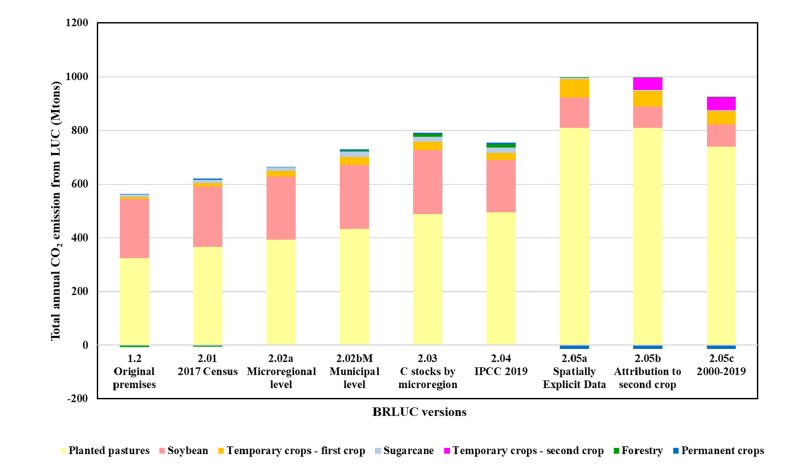 Total annual CO2 emission from LUC (Mtons)
1200
1000
800
600
400
200
0
-200
1.2 2.01 2.02a 2.02bM 2.03 2.04 2.05a 2.05b 2.05c
Original 2017 Census Microregional Municipal C stocks by IPCC 2019 Spatially Attribution to 2000-2019
premises level level microregion Explicit Data second crop
BRLUC versions
Planted pastures Soybean Temporary crops - first crop Sugarcane Temporary crops - second crop Forestry Permanent crops